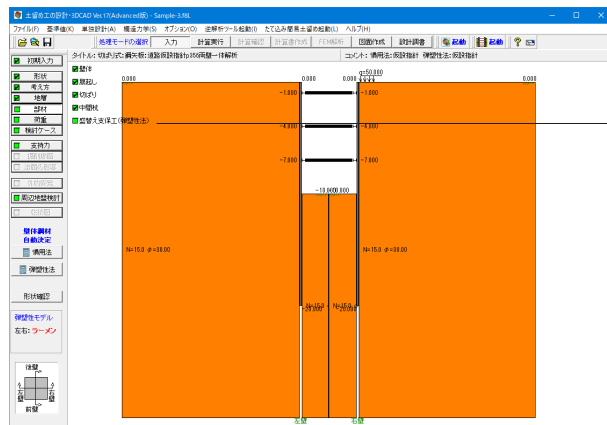 土留め工の設計・3DCAD Ver.17(Advanced版) - Sample-3.f8L
ファイル(F) 基準値(K) 単独設計(A) 構造力学(S) オプション(O) 逆解析ツール起動(I) たて込み簡易土留め起動(L) ヘルプ(H)
処理モードの選択 入力 計算実行 計算確認 計算書作成 FEM解析 図面作成 設計調書 起動 起動
タイトル: 切ばり式:鋼矢板:道路仮設指針p355両壁一体解析 コメント: 慣用法:仮設指針 弾塑性法:仮設指針
初期入力
形状
考え方
地層
部材
荷重
検討ケース
支持力
周辺地盤検討
壁体鋼材
自動決定
慣用法
弾塑性法
形状確認
弾塑性モデル
左右: ラーメン
後壁
左壁
右壁
前壁
壁体
腹起し
切ばり
中間杭
盛替え支保工(弾塑性法)
q=50.000
0.000 0.000 0.000 0.000
-1.000 -1.000
-4.000 -4.000
-7.000 -7.000
-10.000
N=15.0 φ=30.00 N=15.0 φ=30.00
-20.000 -20.000
左壁 右壁